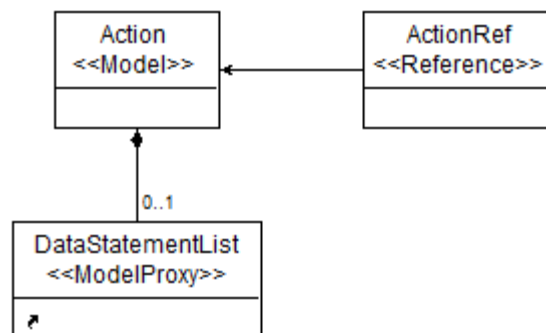 Action
<<Model>>
ActionRef
<<Reference>>
0..1
DataStatementList
<<ModelProxy>>